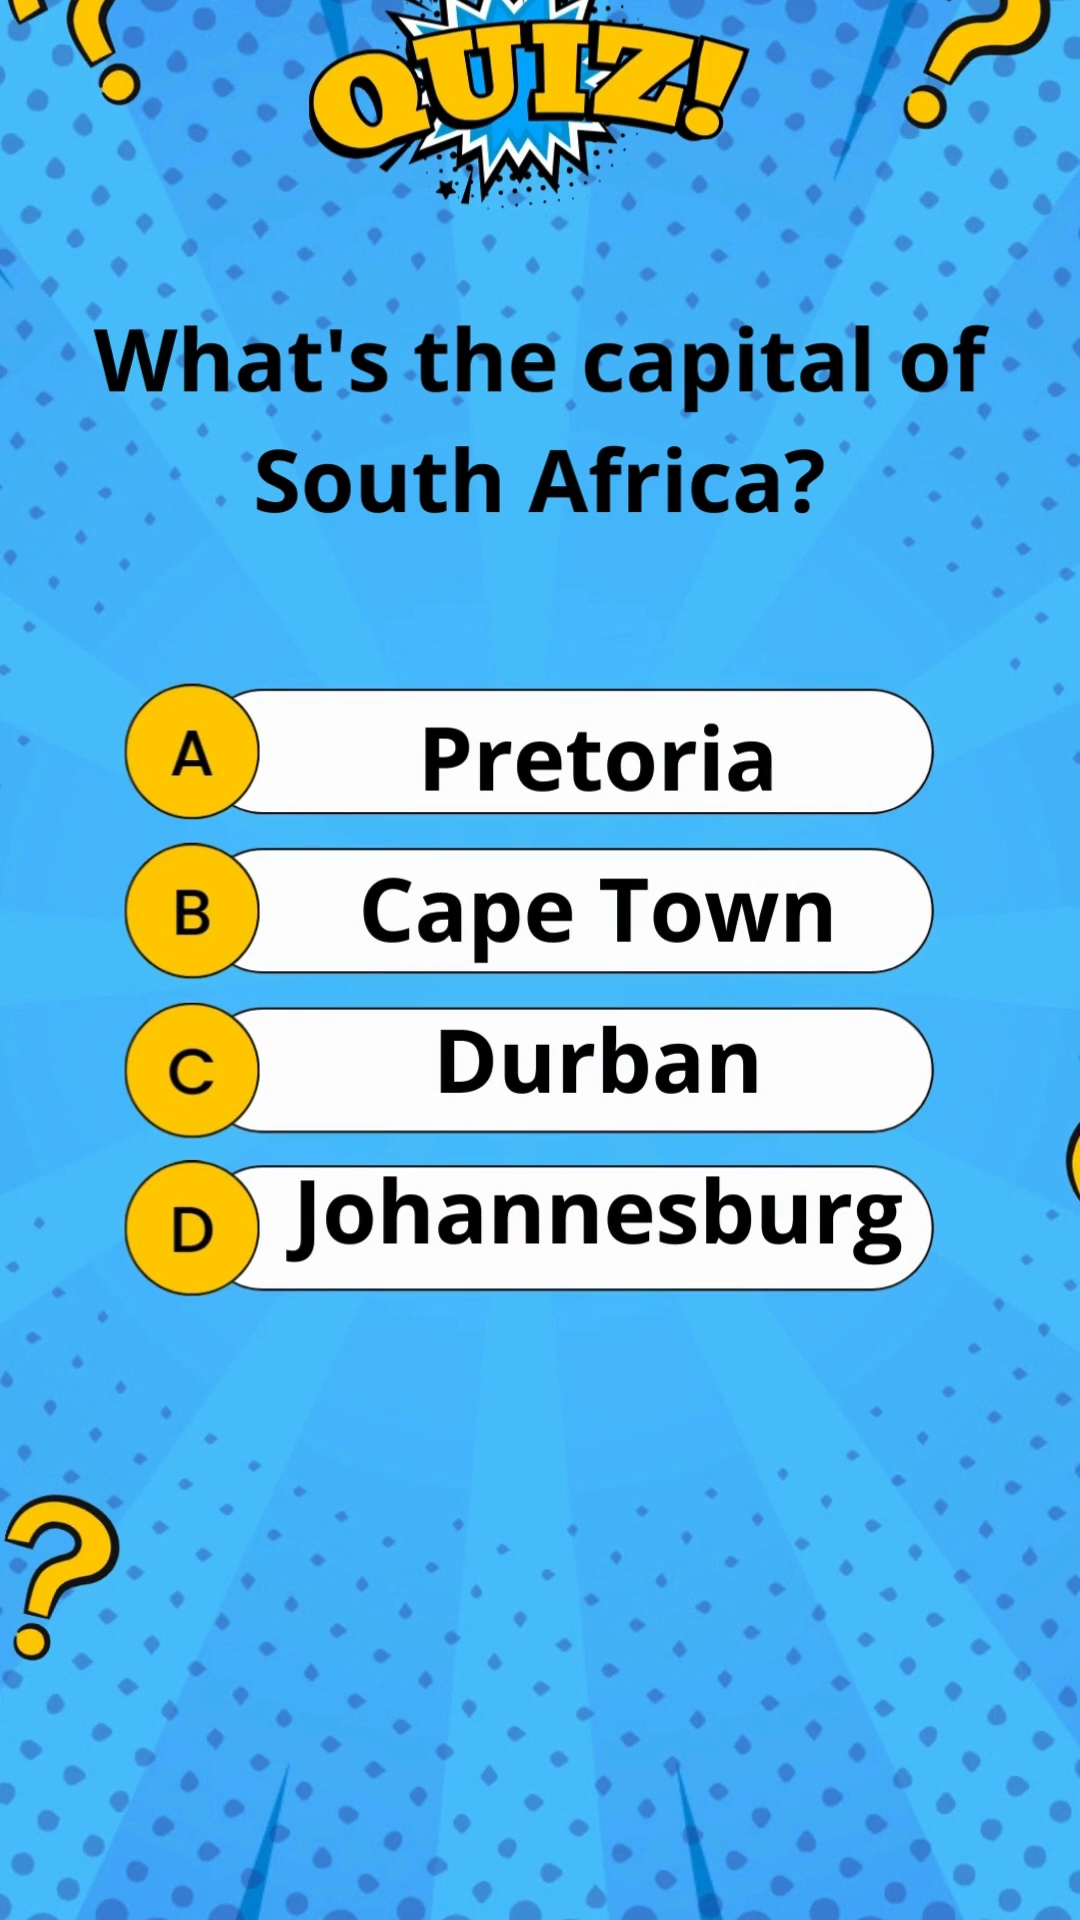 QUIZ!
What's the capital of
South Africa?
A Pretoria
B Cape Town
C Durban
D Johannesburg